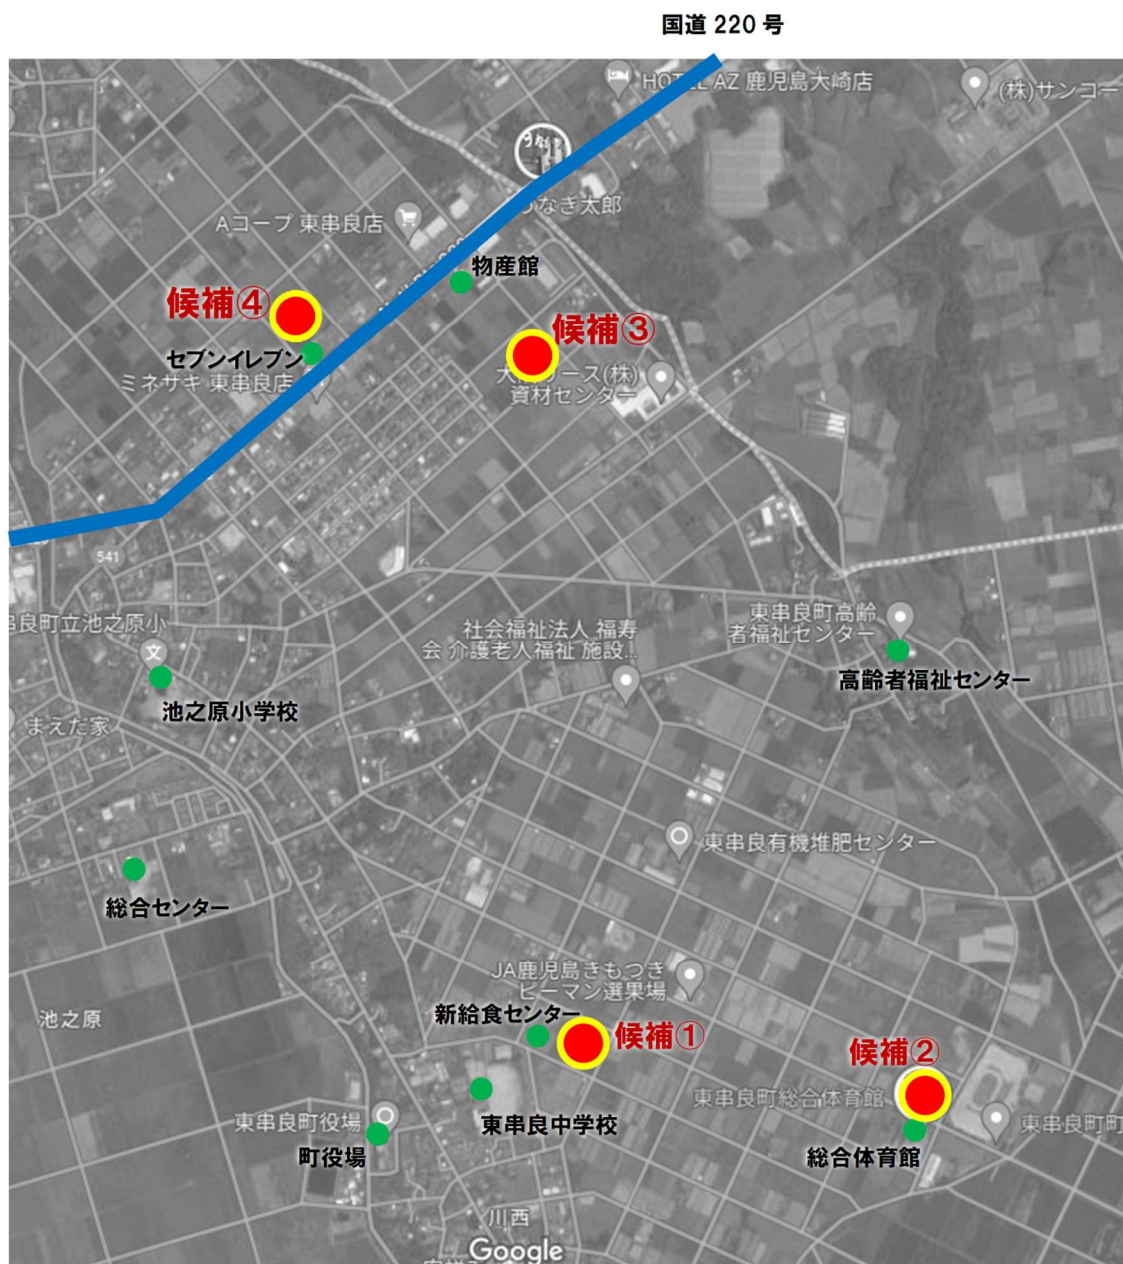 国道 220 号
HOTEL AZ 鹿児島大崎店
(株)サンコー
うなぎ太郎
Aコープ 東串良店
物産館
候補④
候補③
セブンイレブン
ミネサキ 東串良店
リース(株)
資材センター
541
串良町立池之原小
文
社会福祉法人 福寿
会 介護老人福祉 施設...
東串良町高齢
者福祉センター
高齢者福祉センター
池之原小学校
まえだ家
東串良有機堆肥センター
総合センター
JA鹿児島きもつき
ピーマン選果場
池之原
新給食センター
候補①
候補②
東串良町総合体育館
東串良町役場
東串良中学校
東串良町町
町役場
総合体育館
川西
Google